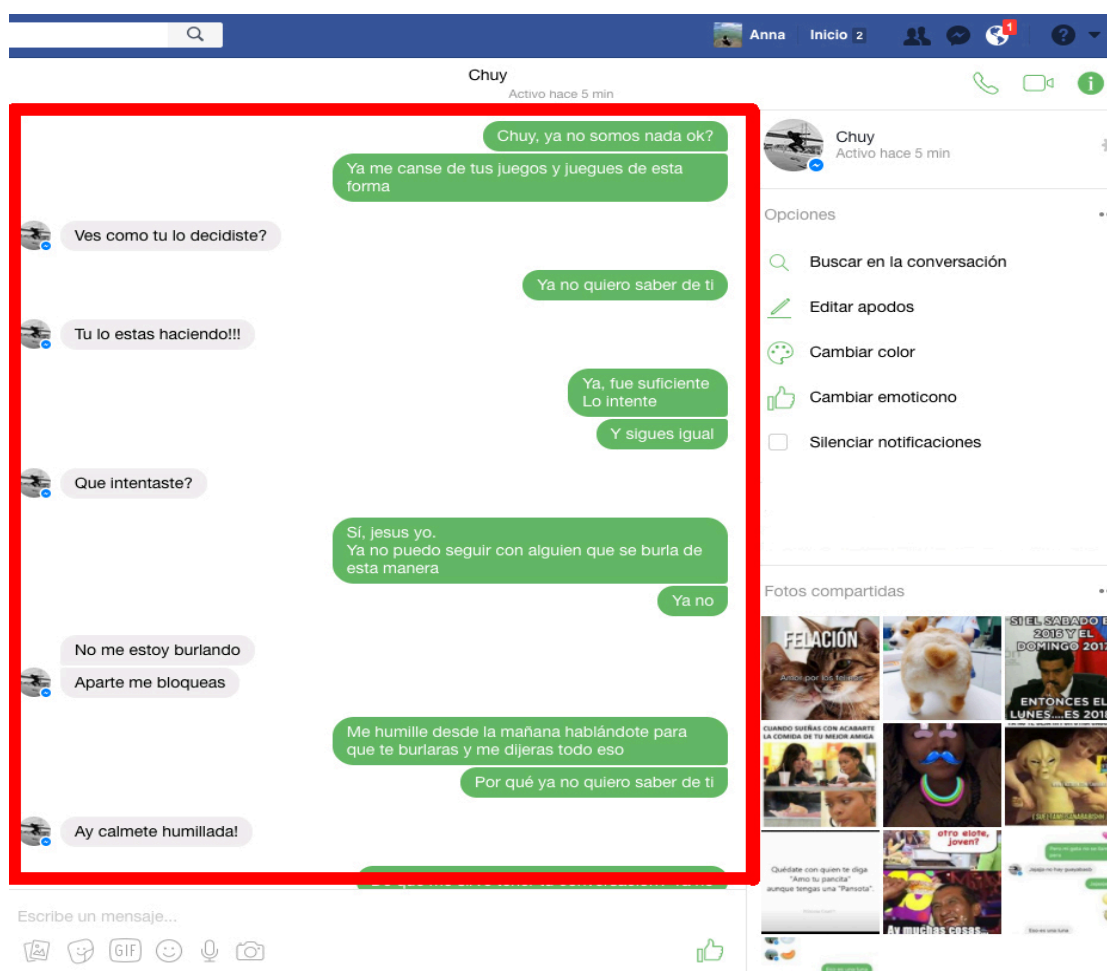 Anna Inicio 2 1
Chuy
Activo hace 5 min
Chuy, ya no somos nada ok?
Ya me canse de tus juegos y juegues de esta
forma
Ves como tu lo decidiste?
Ya no quiero saber de ti
Tu lo estas haciendo!!!
Ya, fue suficiente
Lo intente
Y sigues igual
Que intentaste?
Sí, jesus yo.
Ya no puedo seguir con alguien que se burla de
esta manera
Ya no
No me estoy burlando
Aparte me bloqueas
Me humille desde la mañana hablándote para
que te burlaras y me dijeras todo eso
Por qué ya no quiero saber de ti
Ay calmete humillada!
Escribe un mensaje...
GIF
Chuy
Activo hace 5 min
Opciones
Buscar en la conversación
Editar apodos
Cambiar color
Cambiar emoticono
Silenciar notificaciones
Fotos compartidas
FELACIÓN
Amor por los felinos
SI EL SABADO E
2016 Y EL
DOMINGO 2017
ENTONCES EL
LUNES....ES 2018
CUANDO SUEÑAS CON ACABARTE
LA COMIDA DE TU MEJOR AMIGA
Quédate con quien te diga
"Amo tu pancita"
aunque tengas una "Pansota".
otro elote,
joven?
Ay muchas cosas...